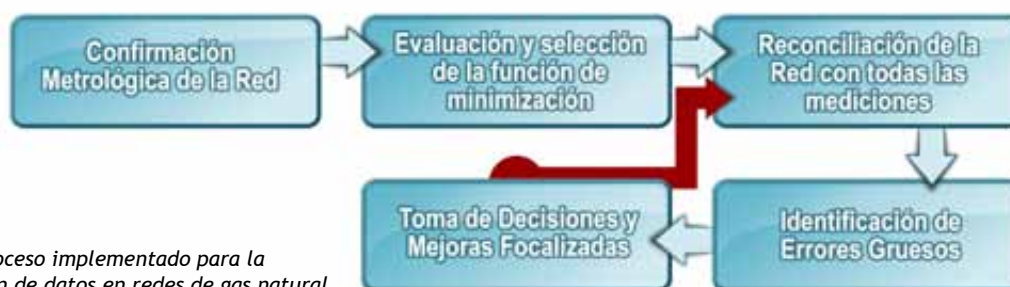 Confirmación
Metrológica de la Red
Evaluación y selección
de la función de
minimización
Reconciliación de la
Red con todas las
mediciones
Toma de Decisiones y
Mejoras Focalizadas
Identificación de
Errores Gruesos
implementado para la
de datos en redes de gas natural